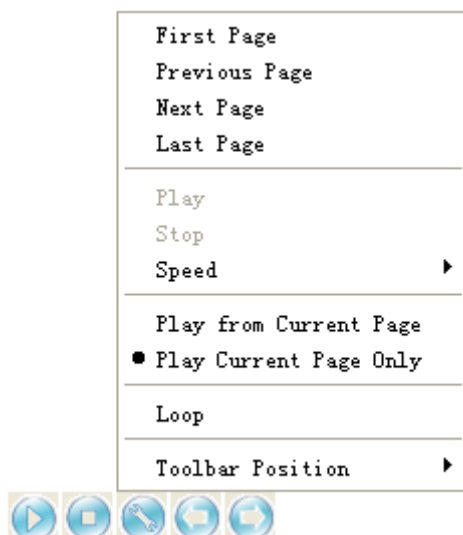 First Page
Previous Page
Next Page
Last Page
Play
Stop
Speed
Play from Current Page
Play Current Page Only
Loop
Toolbar Position